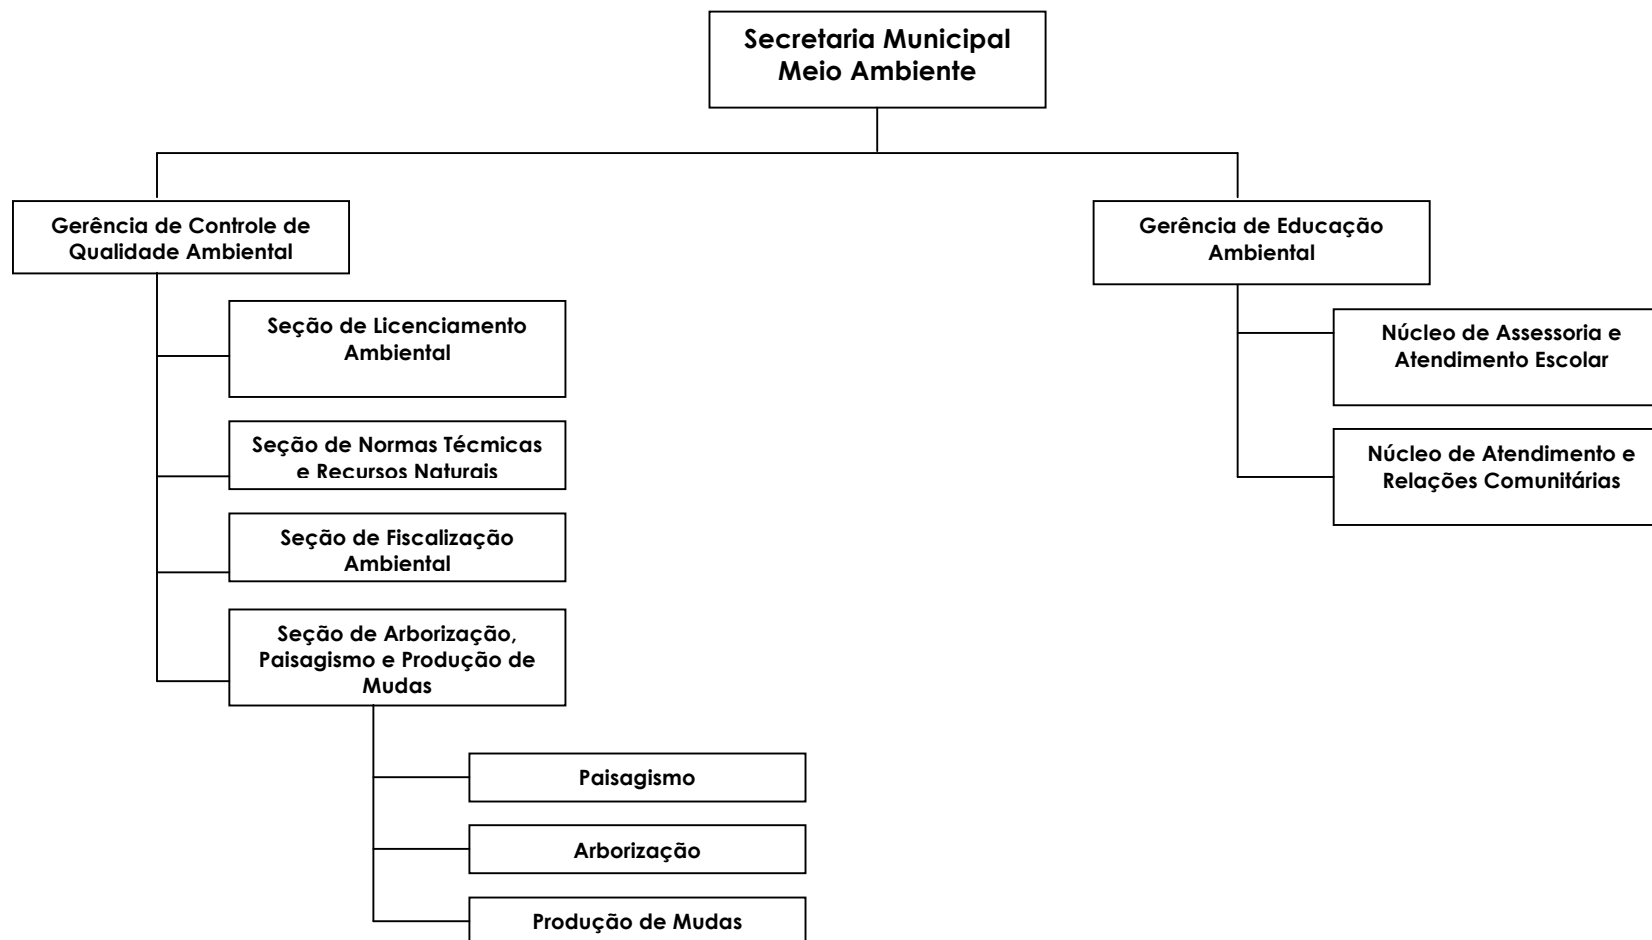 Secretaria Municipal
Meio Ambiente
Gerência de Controle de
Qualidade Ambiental
Gerência de Educação
Ambiental
Seção de Licenciamento
Ambiental
Núcleo de Assessoria e
Atendimento Escolar
Seção de Normas Técmicas
e Recursos Naturais
Núcleo de Atendimento e
Relações Comunitárias
Seção de Fiscalização
Ambiental
Seção de Arborização,
Paisagismo e Produção de
Mudas
Paisagismo
Arborização
Produção de Mudas